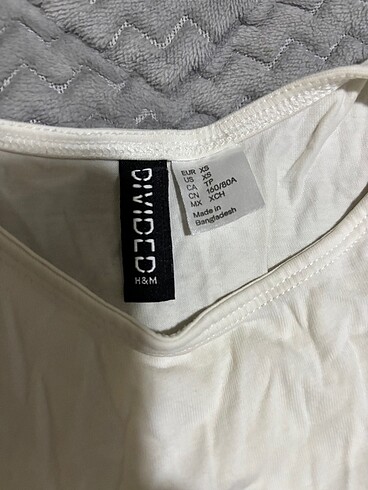 DIVIDED
H&M
EUR XS
US XS
CA TP
CN 160/80A
MX XCH
Made in
Bangladesh